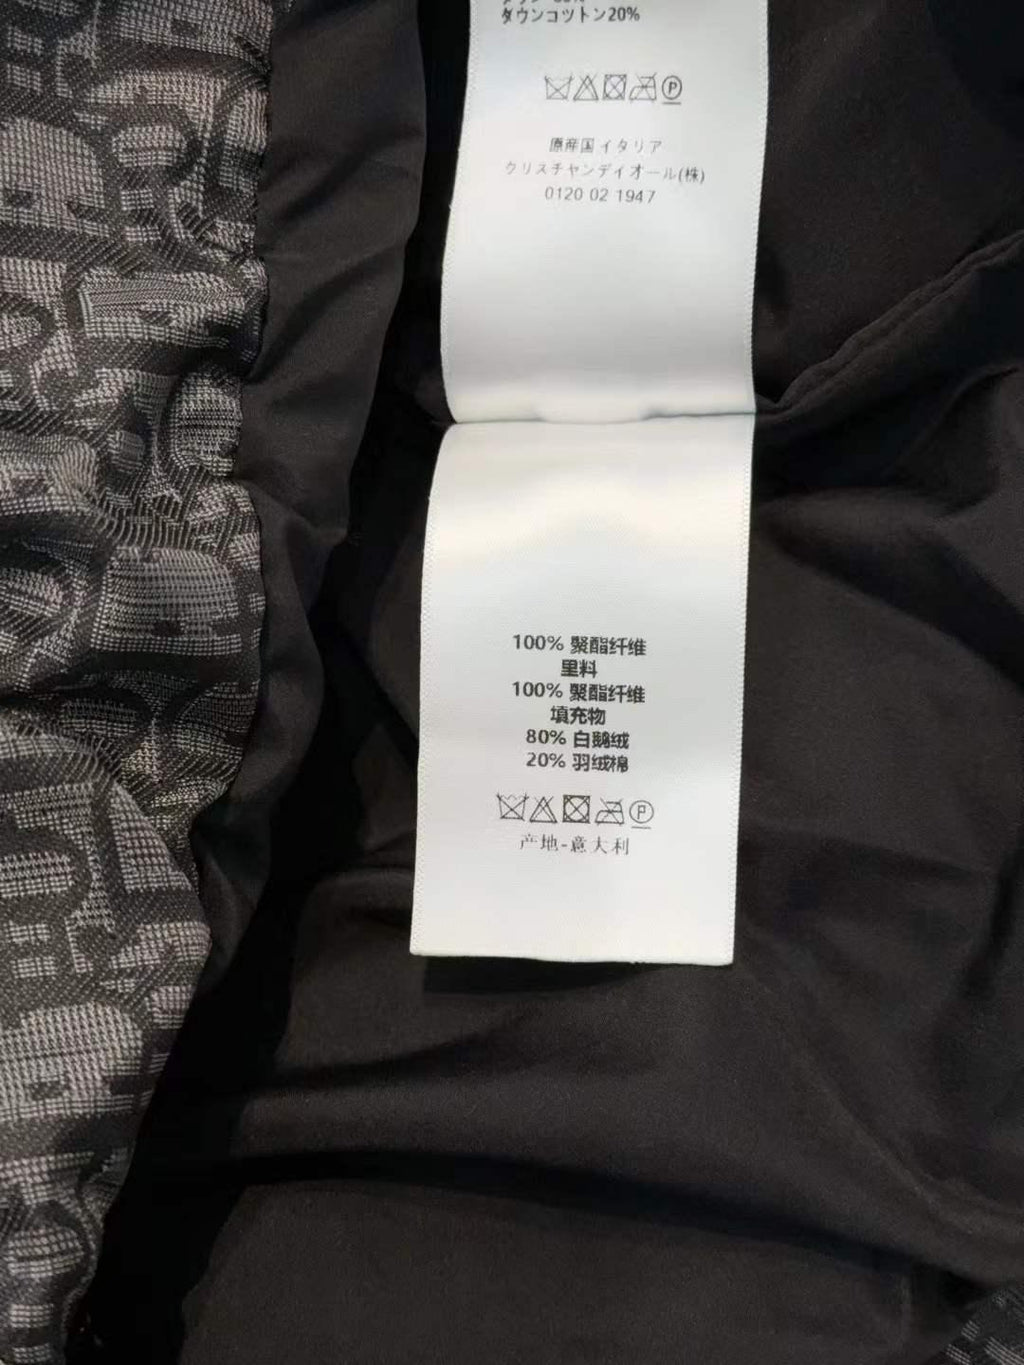 ダウンコットン20%
原産国イタリア
クリスチャンディオール(株)
0120 02 1947
100% 聚酯纤维
里料
100% 聚酯纤维
填充物
80% 白鹅绒
20% 羽绒棉
P
产地-意大利